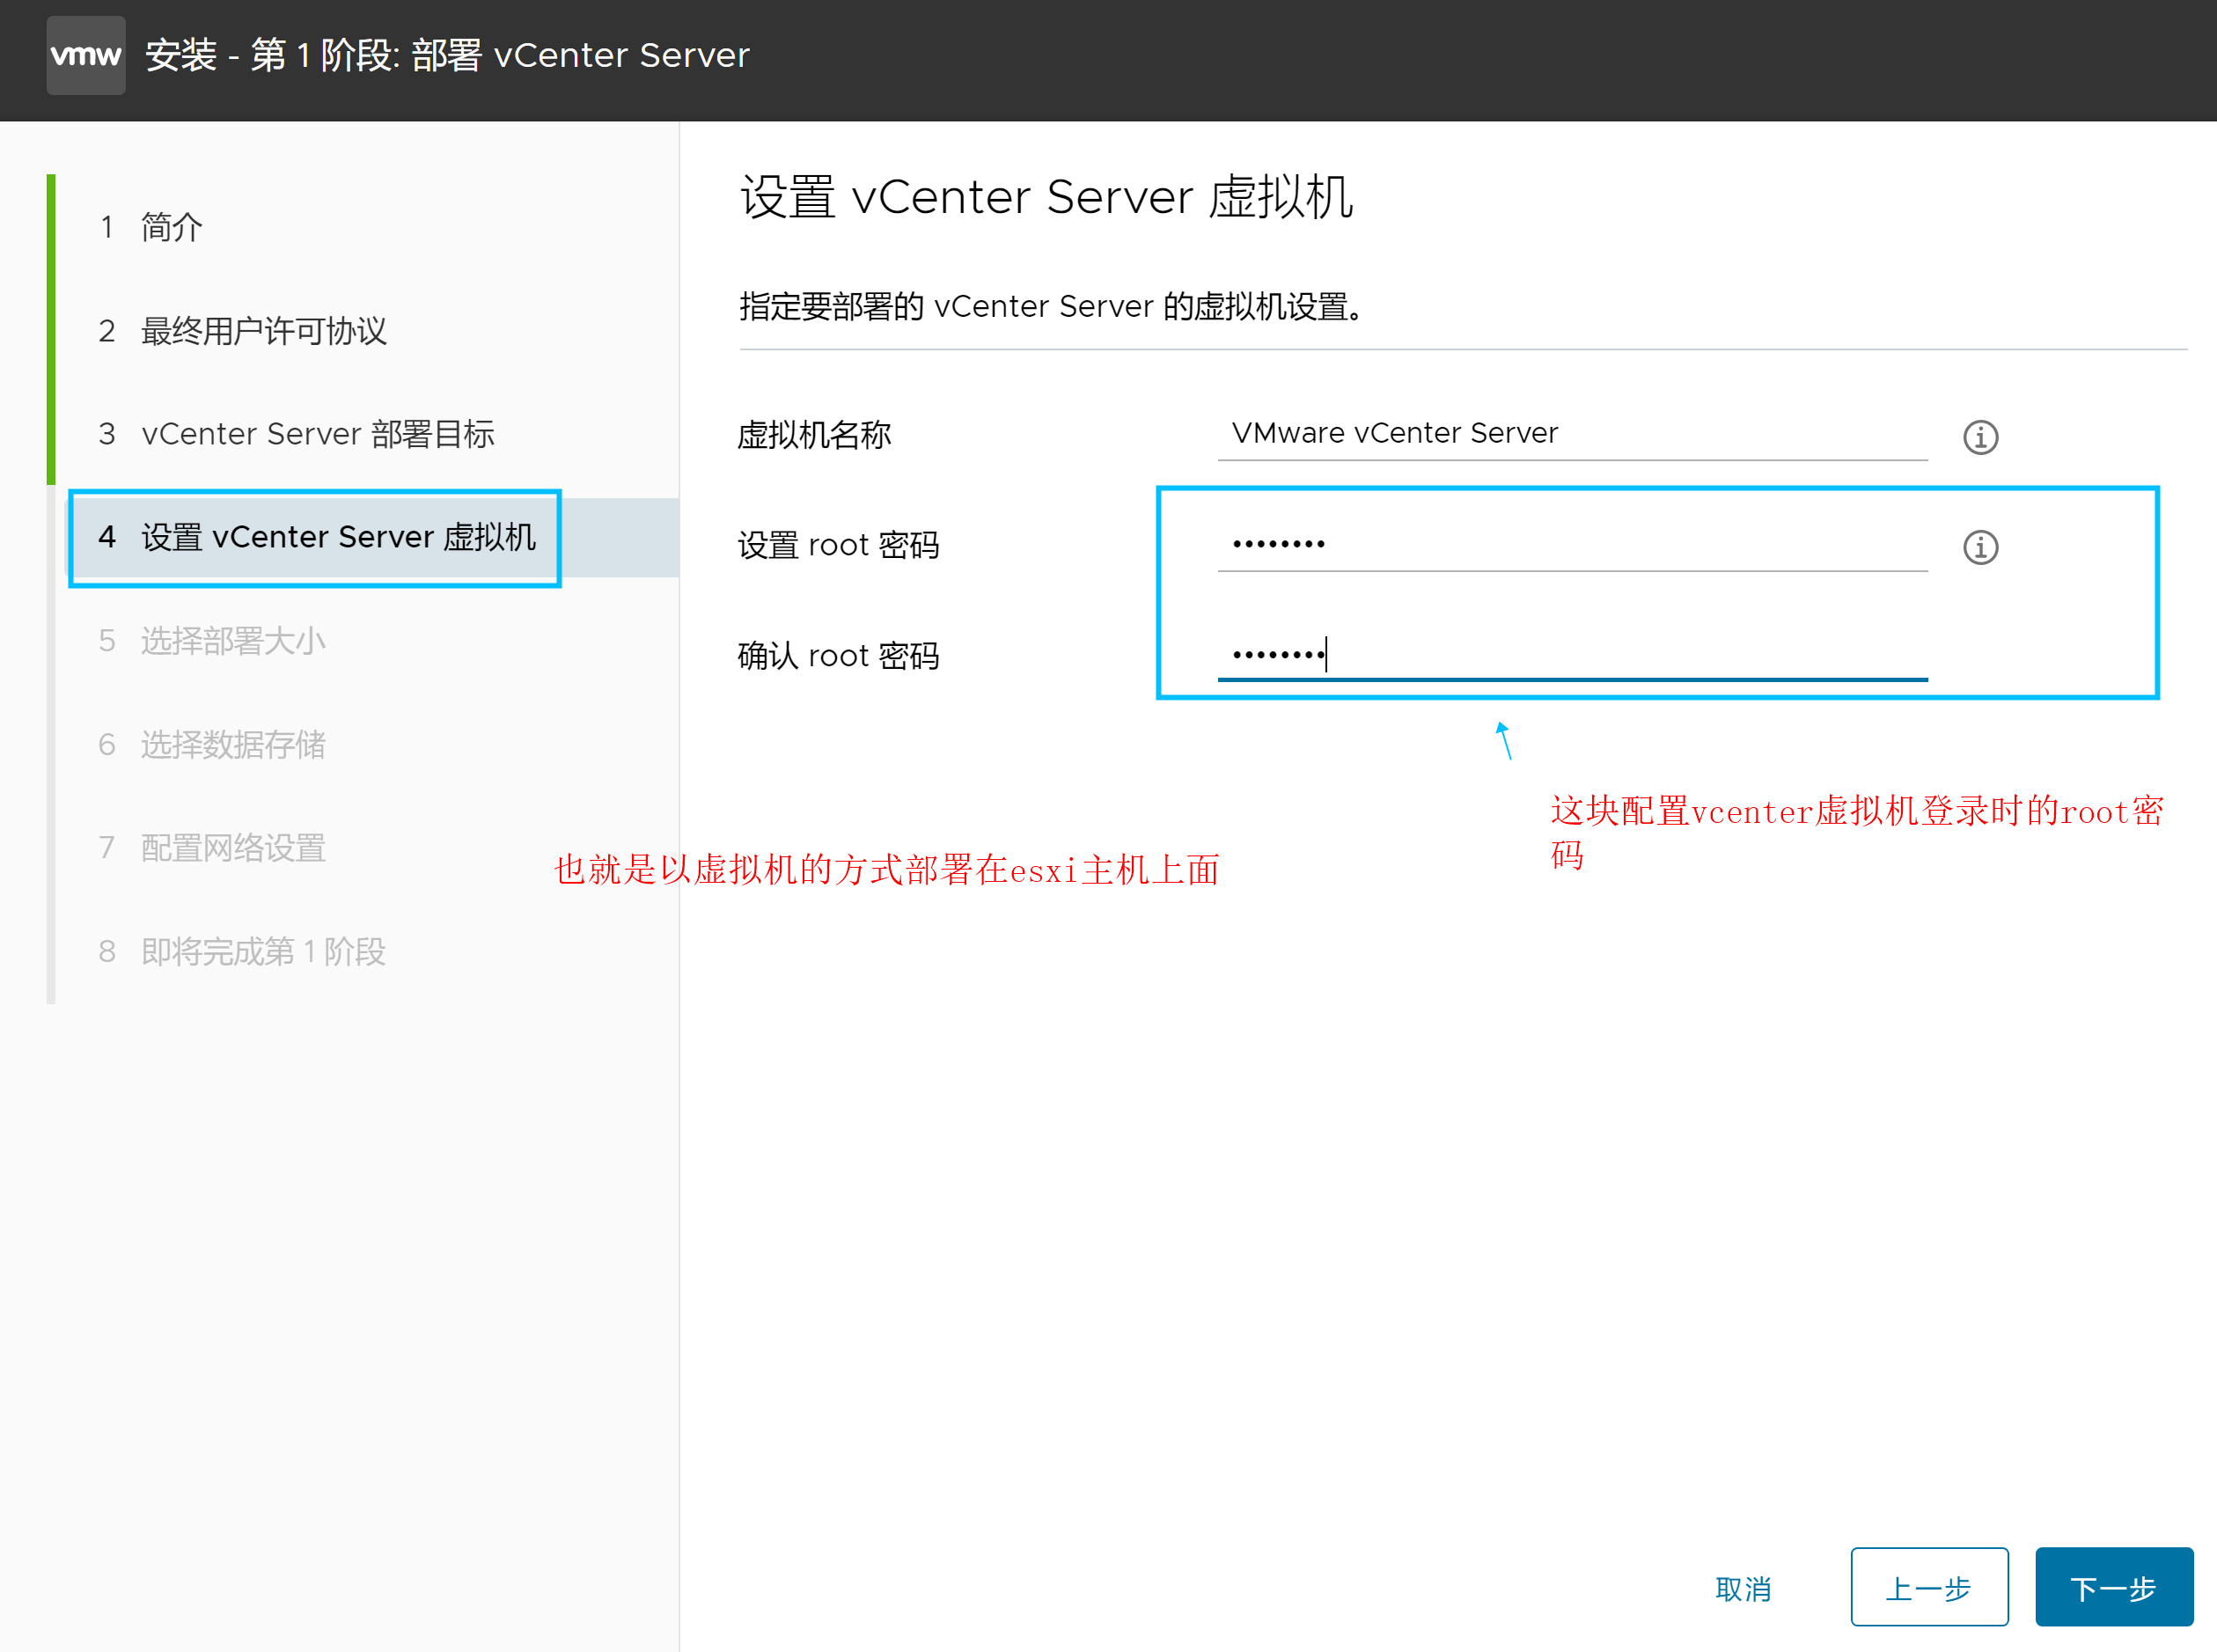 vmw 安装 - 第 1 阶段: 部署 vCenter Server
1 简介
2 最终用户许可协议
3 vCenter Server 部署目标
4 设置 vCenter Server 虚拟机
5 选择部署大小
6 选择数据存储
7 配置网络设置
8 即将完成第 1 阶段
设置 vCenter Server 虚拟机
指定要部署的 vCenter Server 的虚拟机设置。
虚拟机名称 VMware vCenter Server
设置 root 密码 ••••••••
确认 root 密码 ••••••••
这块配置vcenter虚拟机登录时的root密
码
也就是以虚拟机的方式部署在esxi主机上面
取消 上一步 下一步